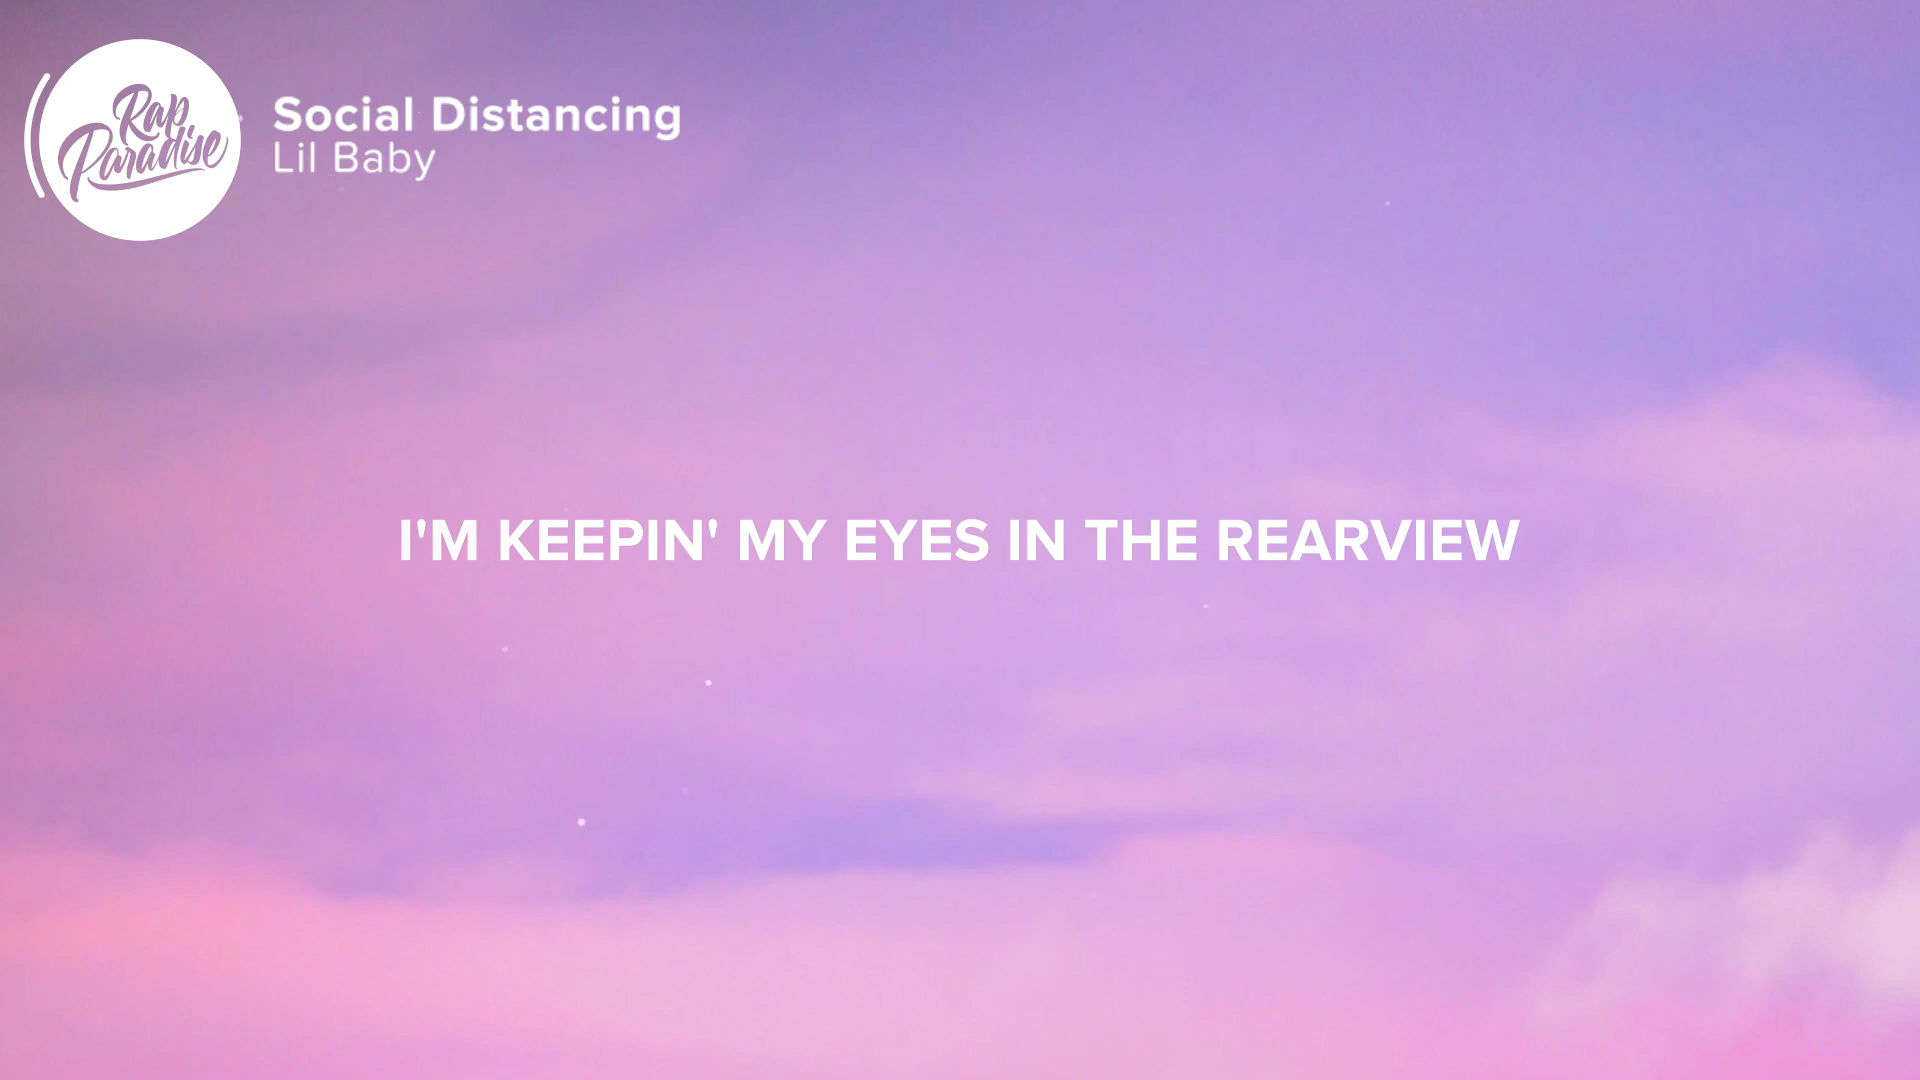 Rap
Paradise
Social Distancing
Lil Baby
I'M KEEPIN' MY EYES IN THE REARVIEW